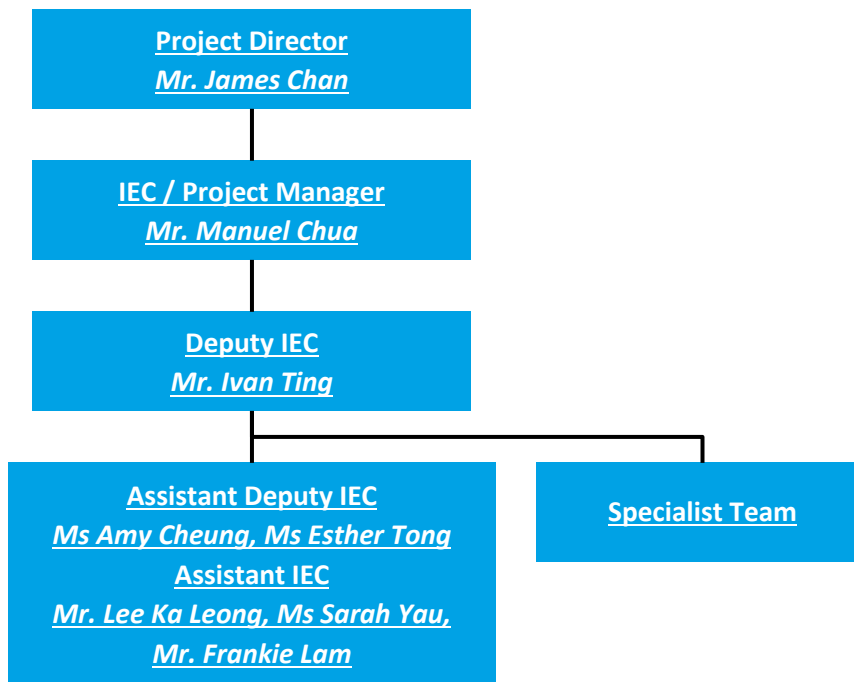 Project Director
Mr. James Chan
IEC / Project Manager
Mr. Manuel Chua
Deputy IEC
Mr. Ivan Ting
Assistant Deputy IEC
Ms Amy Cheung, Ms Esther Tong
Assistant IEC
Mr. Lee Ka Leong, Ms Sarah Yau,
Mr. Frankie Lam
Specialist Team